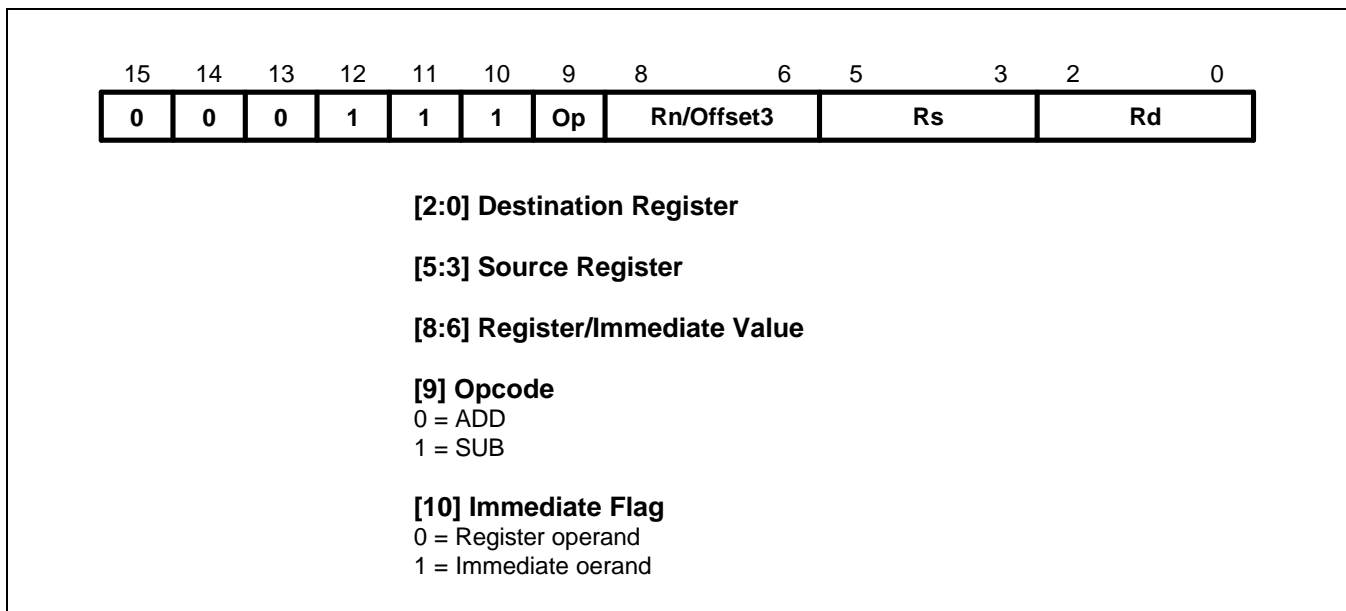 15 14 13 12 11 10 9 8 6 5 3 2 0
0 0 0 1 1 1 Op Rn/Offset3 Rs Rd
[2:0] Destination Register
[5:3] Source Register
[8:6] Register/Immediate Value
[9] Opcode
0 = ADD
1 = SUB
[10] Immediate Flag
0 = Register operand
1 = Immediate oerand